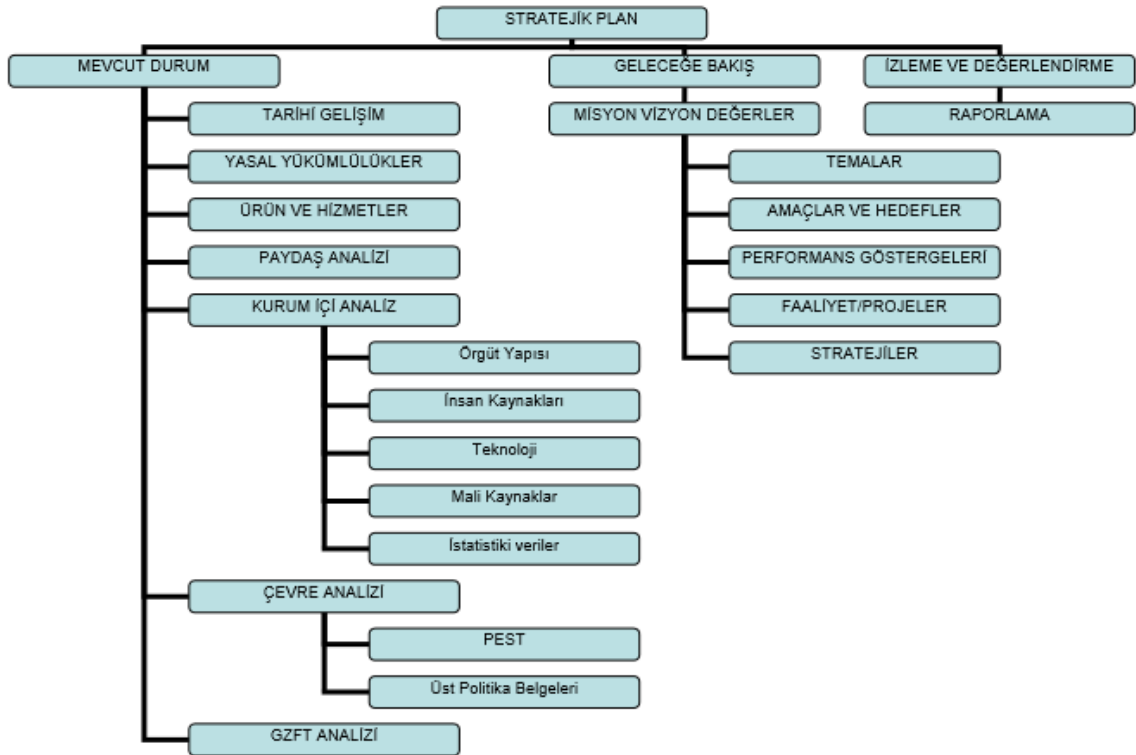 STRATEJİK PLAN
MEVCUT DURUM
TARİHİ GELİŞİM
YASAL YÜKÜMLÜLÜKLER
ÜRÜN VE HİZMETLER
PAYDAŞ ANALİZİ
KURUM İÇİ ANALİZ
Örgüt Yapısı
İnsan Kaynakları
Teknoloji
Mali Kaynaklar
İstatistiki veriler
ÇEVRE ANALİZİ
PEST
Üst Politika Belgeleri
GZFT ANALİZİ
GELECEĞE BAKIŞ
MİSYON VİZYON DEĞERLER
TEMALAR
AMAÇLAR VE HEDEFLER
PERFORMANS GÖSTERGELERİ
FAALİYET/PROJELER
STRATEJİLER
İZLEME VE DEĞERLENDİRME
RAPORLAMA